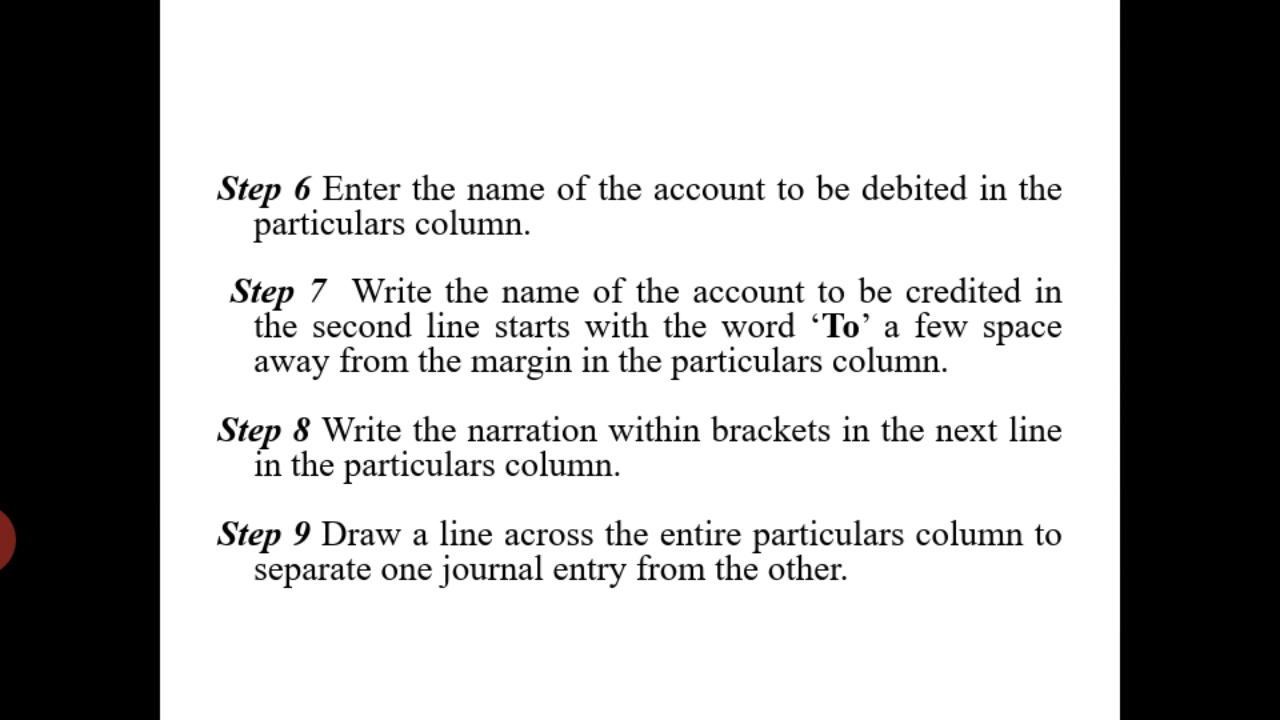 Step 6 Enter the name of the account to be debited in the
particulars column.
Step 7 Write the name of the account to be credited in
the second line starts with the word ‘To’ a few space
away from the margin in the particulars column.
Step 8 Write the narration within brackets in the next line
in the particulars column.
Step 9 Draw a line across the entire particulars column to
separate one journal entry from the other.